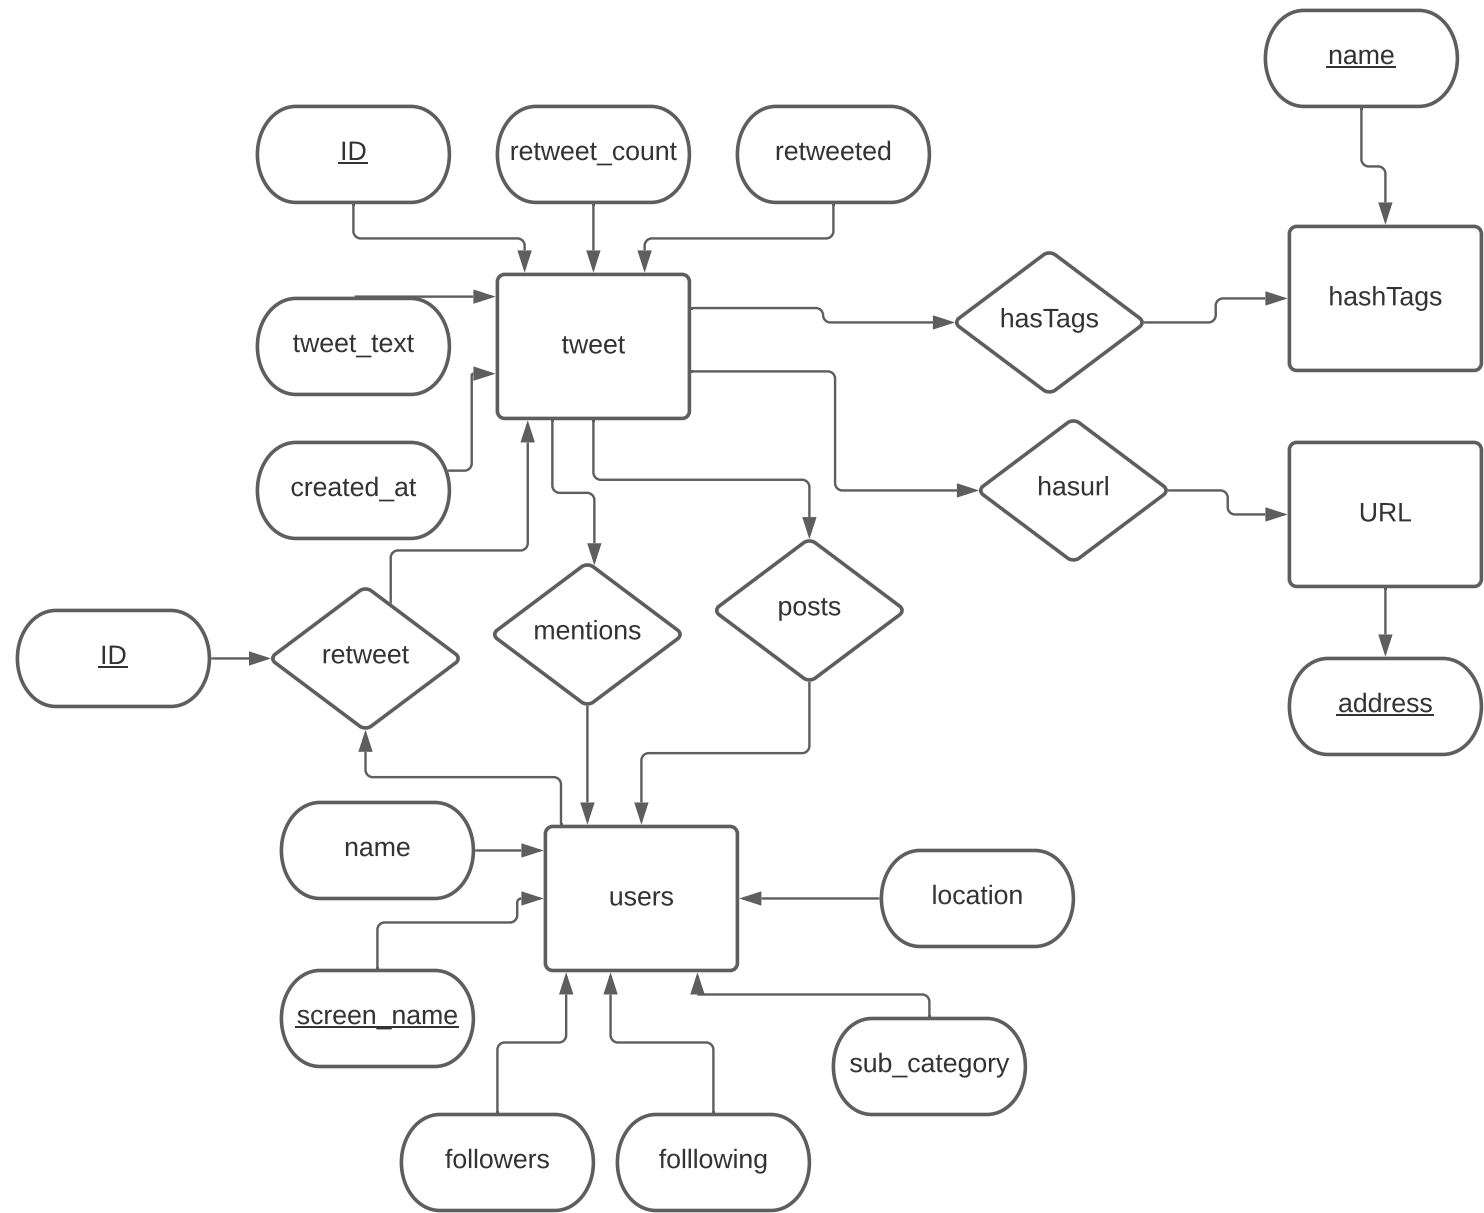 name
ID
retweet_count
retweeted
hashTags
hasTags
tweet_text
tweet
created_at
hasurl
URL
ID
retweet
mentions
posts
address
name
users
location
screen_name
sub_category
followers
folllowing